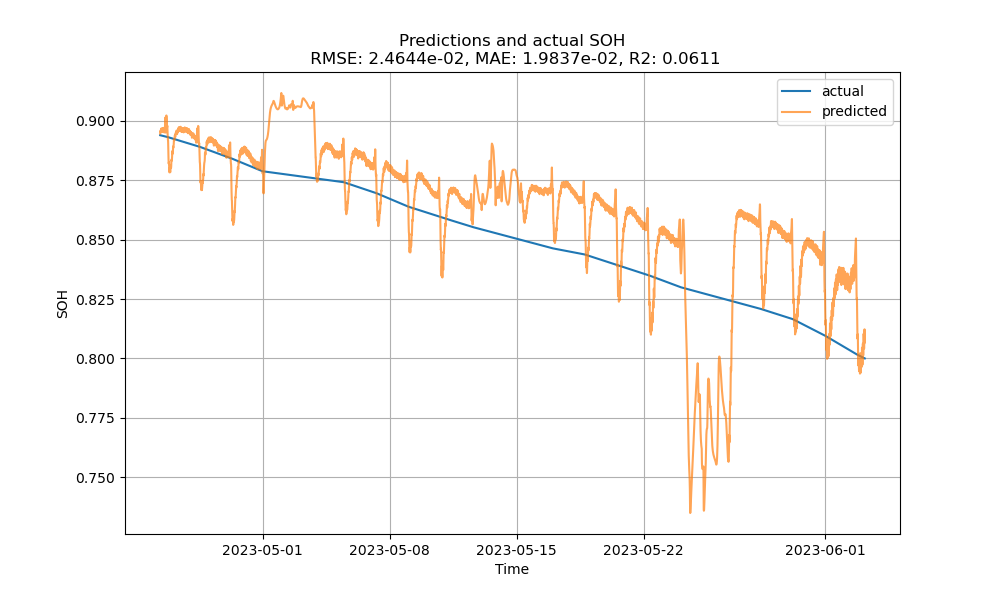 Predictions and actual SOH
RMSE: 2.4644e-02, MAE: 1.9837e-02, R2: 0.0611
actual
predicted
0.900
0.875
0.850
0.825
0.800
0.775
0.750
SOH
2023-05-01
2023-05-08
2023-05-15
2023-05-22
2023-06-01
Time